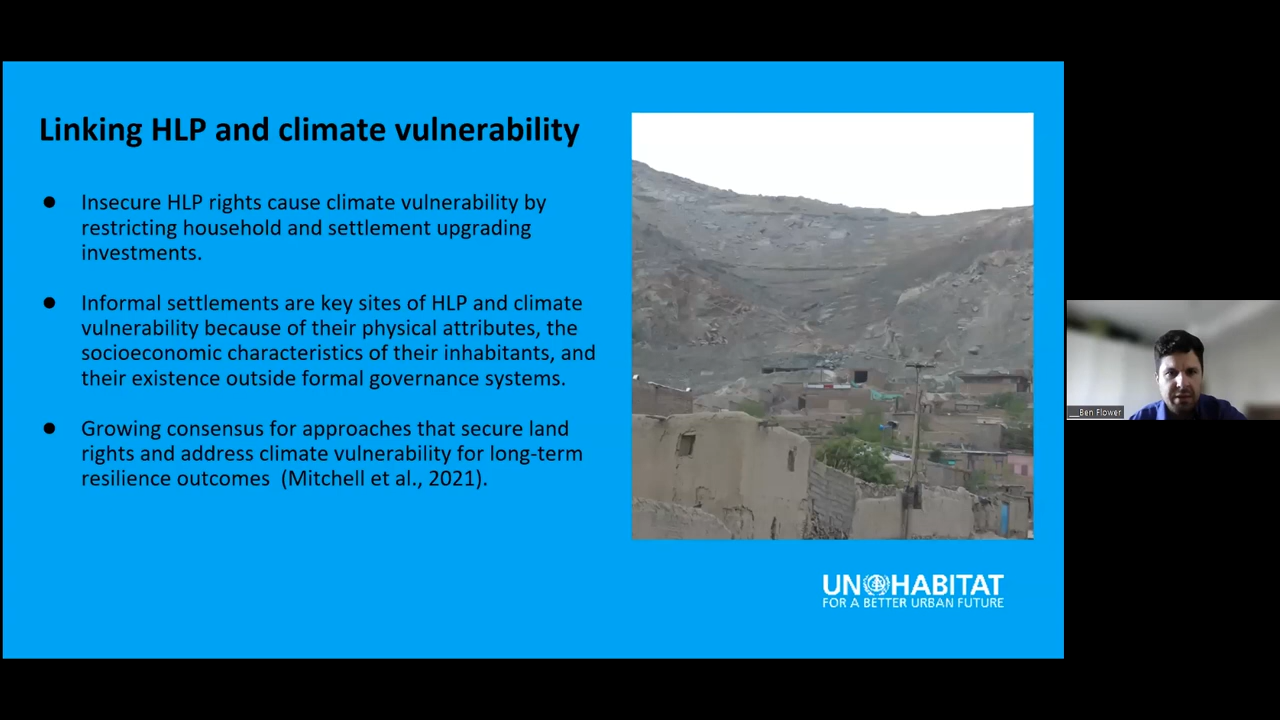 Linking HLP and climate vulnerability
● Insecure HLP rights cause climate vulnerability by
restricting household and settlement upgrading
investments.
● Informal settlements are key sites of HLP and climate
vulnerability because of their physical attributes, the
socioeconomic characteristics of their inhabitants, and
their existence outside formal governance systems.
● Growing consensus for approaches that secure land
rights and address climate vulnerability for long-term
resilience outcomes (Mitchell et al., 2021).
UN HABITAT
FOR A BETTER URBAN FUTURE
__Ben Flower